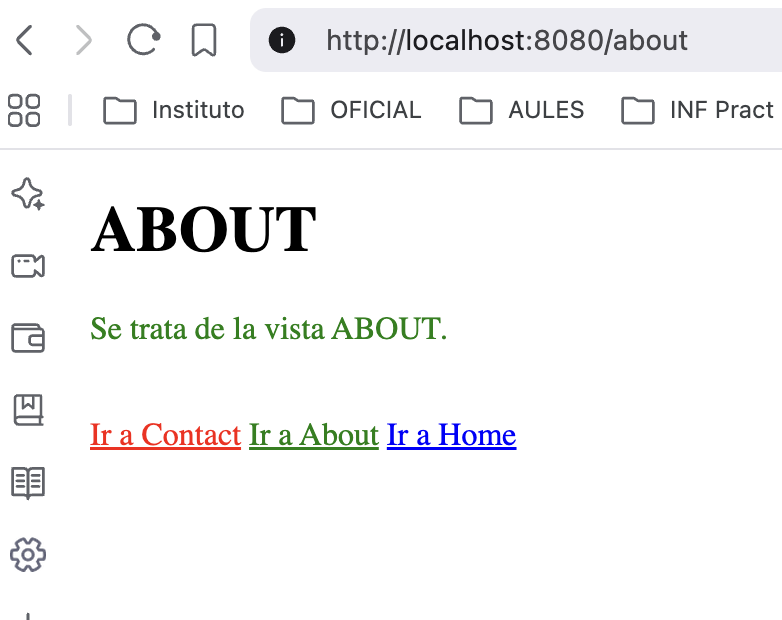 http://localhost:8080/about
Instituto OFICIAL AULES INF Pract
ABOUT
Se trata de la vista ABOUT.
Ir a Contact Ir a About Ir a Home